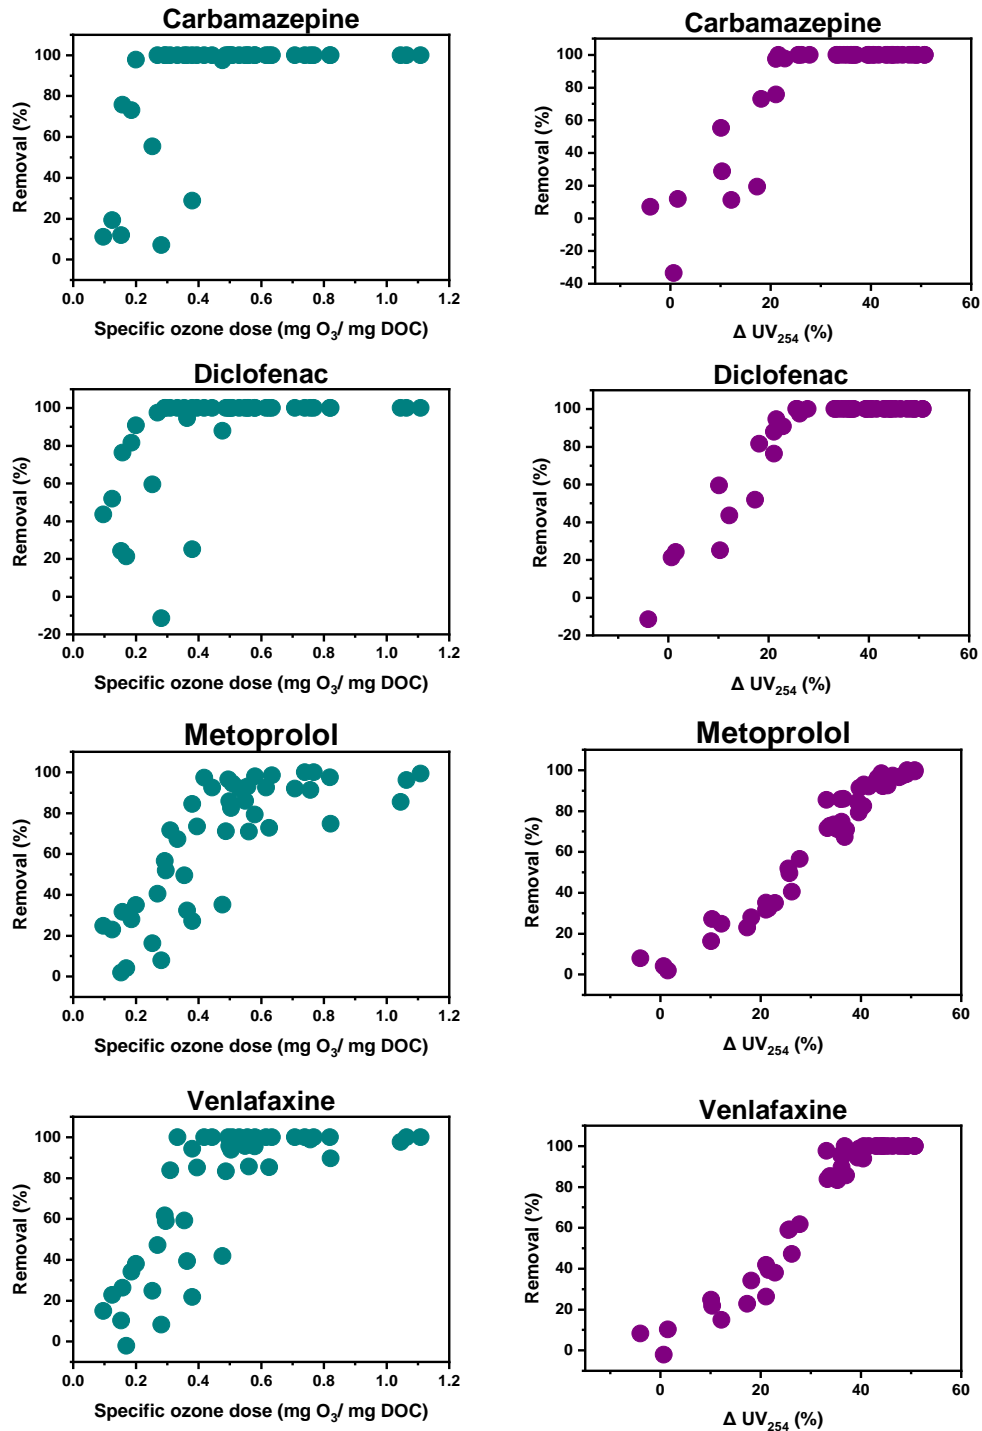 Carbamazepine
100
80
60
40
20
0
Removal (%)
0.0 0.2 0.4 0.6 0.8 1.0 1.2
Specific ozone dose (mg O₃/ mg DOC)
Carbamazepine
100
80
60
40
20
0
-20
-40
Removal (%)
0 20 40 60
Δ UV₂₅₄ (%)
Diclofenac
100
80
60
40
20
0
-20
Removal (%)
0.0 0.2 0.4 0.6 0.8 1.0 1.2
Specific ozone dose (mg O₃/ mg DOC)
Diclofenac
100
80
60
40
20
0
-20
Removal (%)
0 20 40 60
Δ UV₂₅₄ (%)
Metoprolol
100
80
60
40
20
0
Removal (%)
0.0 0.2 0.4 0.6 0.8 1.0 1.2
Specific ozone dose (mg O₃/ mg DOC)
Metoprolol
100
80
60
40
20
0
Removal (%)
0 20 40 60
Δ UV₂₅₄ (%)
Venlafaxine
100
80
60
40
20
0
Removal (%)
0.0 0.2 0.4 0.6 0.8 1.0 1.2
Specific ozone dose (mg O₃/ mg DOC)
Venlafaxine
100
80
60
40
20
0
Removal (%)
0 20 40 60
Δ UV₂₅₄ (%)